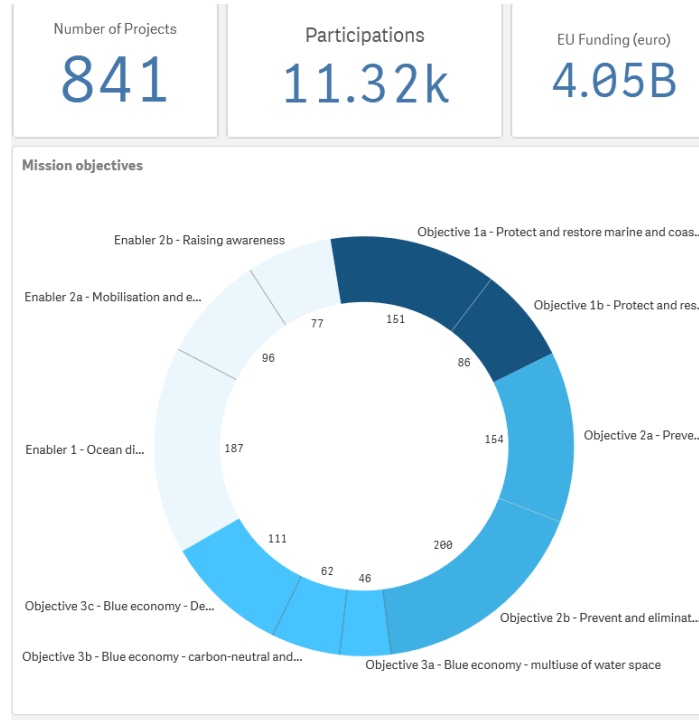 Number of Projects
841
Participations
11.32k
EU Funding (euro)
4.05B
Mission objectives
Enabler 2b - Raising awareness
Objective 1a - Protect and restore marine and coas...
Enabler 2a - Mobilisation and e...
Objective 1b - Protect and res...
77
151
96
86
Enabler 1 - Ocean di...
187
154
Objective 2a - Preve...
111
200
62
46
Objective 3c - Blue economy - De...
Objective 2b - Prevent and eliminat...
Objective 3b - Blue economy - carbon-neutral and...
Objective 3a - Blue economy - multiuse of water space